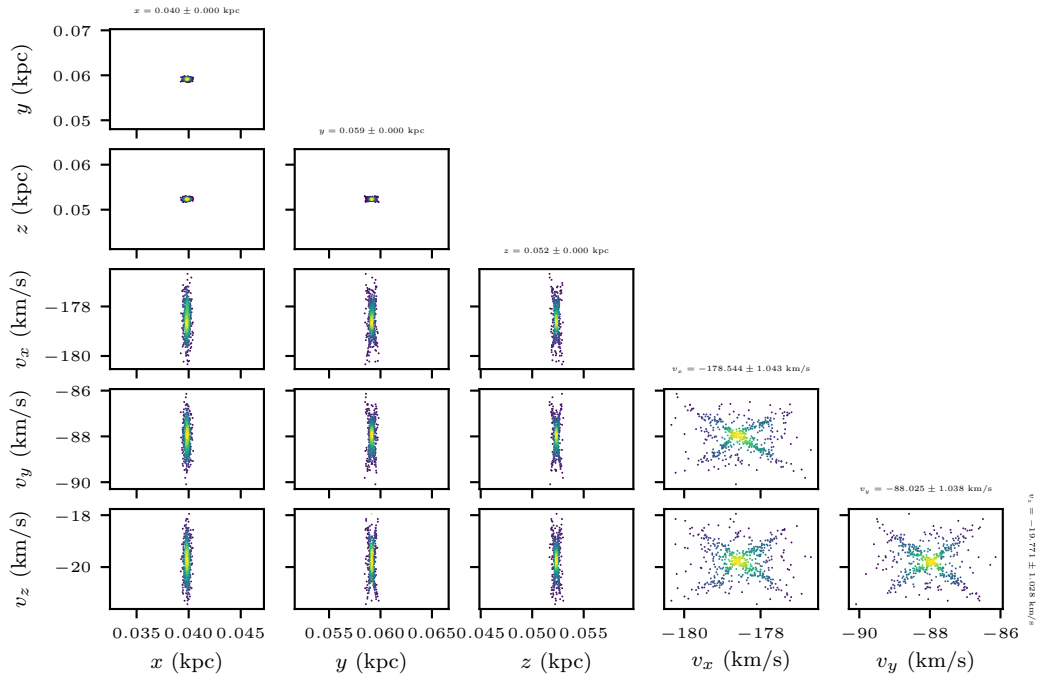 x = 0.040 ± 0.000 kpc
0.07
0.06
0.05
y (kpc)
y = 0.059 ± 0.000 kpc
0.06
0.05
z (kpc)
z = 0.052 ± 0.000 kpc
−178
−180
v_x (km/s)
v_x = −178.544 ± 1.043 km/s
−86
−88
−90
v_y (km/s)
v_y = −88.025 ± 1.038 km/s
−18
−20
v_z (km/s)
v_z = −19.771 ± 1.028 km/s
0.035 0.040 0.045
0.055 0.060 0.065
0.045 0.050 0.055
−180 −178
−90 −88 −86
x (kpc)
y (kpc)
z (kpc)
v_x (km/s)
v_y (km/s)